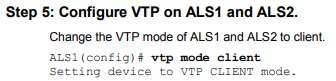 Step 5: Configure VTP on ALS1 and ALS2.
Change the VTP mode of ALS1 and ALS2 to client.
ALS1(config)# vtp mode client
Setting device to VTP CLIENT mode.